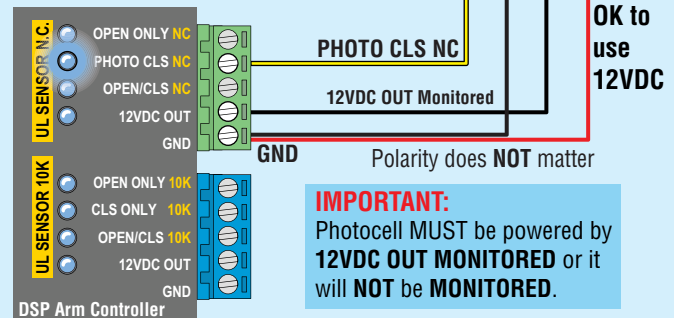 UL SENSOR N.C.
OPEN ONLY NC
PHOTO CLS NC
OPEN/CLS NC
12VDC OUT
GND
UL SENSOR 10K
OPEN ONLY 10K
CLS ONLY 10K
OPEN/CLS 10K
12VDC OUT
GND
DSP Arm Controller
PHOTO CLS NC
12VDC OUT Monitored
GND
OK to
use
12VDC
Polarity does NOT matter
IMPORTANT:
Photocell MUST be powered by
12VDC OUT MONITORED or it
will NOT be MONITORED.